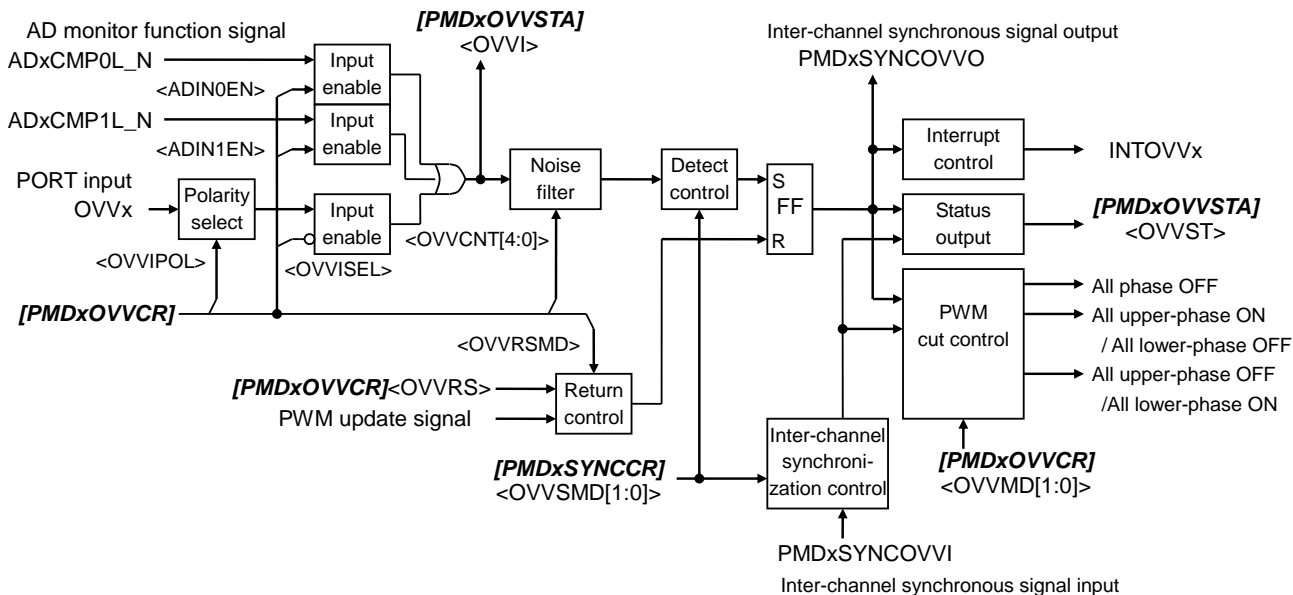 [PMDxOVVSTA]
<OVVI>
AD monitor function signal
ADxCMP0L_N
<ADIN0EN>
Input
enable
ADxCMP1L_N
<ADIN1EN>
Input
enable
PORT input
OVVx
Polarity
select
Input
enable
<OVVIPOL>
<OVVISEL>
<OVVCNT[4:0]>
Noise
filter
Detect
control
S
FF
R
Inter-channel synchronous signal output
PMDxSYNCOVVO
Interrupt
control
INTOVVx
Status
output
[PMDxOVVSTA]
<OVVST>
[PMDxOVVCR]
<OVVRSMD>
[PMDxOVVCR]<OVVRS>
PWM update signal
Return
control
PWM
cut control
All phase OFF
All upper-phase ON
/ All lower-phase OFF
All upper-phase OFF
/All lower-phase ON
[PMDxSYNCCR]
<OVVSMD[1:0]>
Inter-channel
synchroni-
zation control
[PMDxOVVCR]
<OVVMD[1:0]>
PMDxSYNCOVVI
Inter-channel synchronous signal input